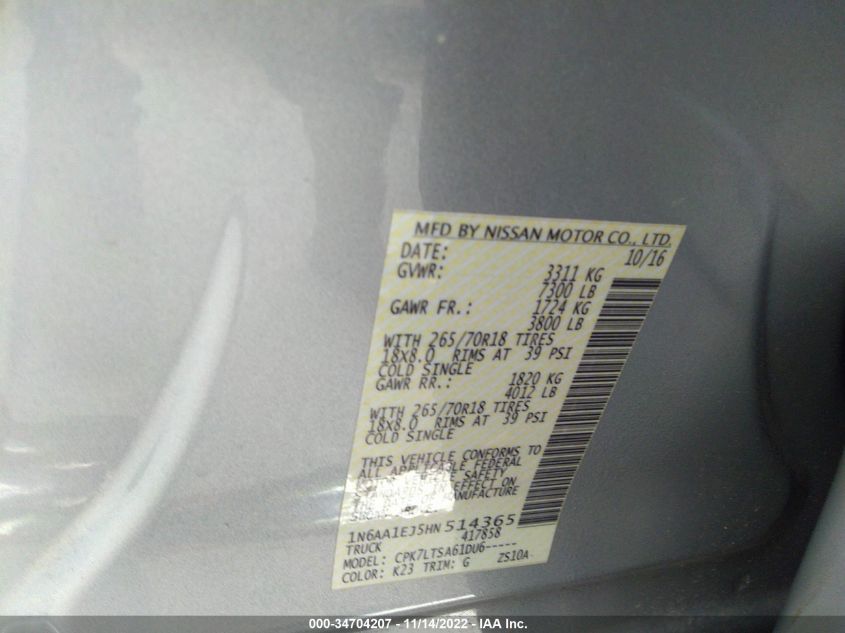 MFD BY NISSAN MOTOR CO., LTD.
DATE: 10/16
GVWR: 3311 KG
7300 LB
GAWR FR.: 1724 KG
3800 LB
WITH 265/70R18 TIRES
18X8.0 RIMS AT 39 PSI
COLD SINGLE
GAWR RR.: 1820 KG
4012 LB
WITH 265/70R18 TIRES
18X8.0 RIMS AT 39 PSI
COLD SINGLE
THIS VEHICLE CONFORMS TO
ALL APPLICABLE FEDERAL
SAFETY
EFFECT ON
MANUFACTURE
1N6AA1EJ5HN514365
TRUCK 417858
MODEL: CPK7LTSA61DU6-----
COLOR: K23 TRIM: G ZS10A
000-34704207 - 11/14/2022 - IAA Inc.